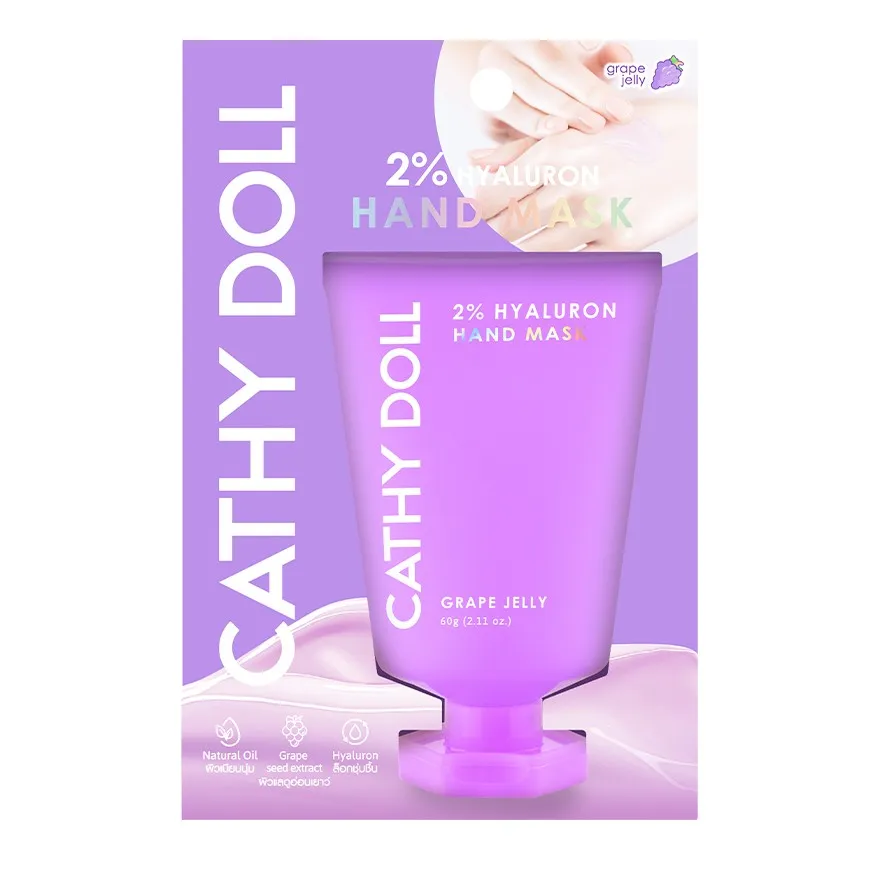 grape
jelly
CATHY DOLL
2% HYALURON
HAND MASK
CATHY DOLL
2% HYALURON
HAND MASK
GRAPE JELLY
60g (2.11 oz.)
Natural Oil
ผิวเนียนนุ่ม
Grape
seed extract
ผิวแลดูอ่อนเยาว์
Hyaluron
ล็อกชุ่มชื้น